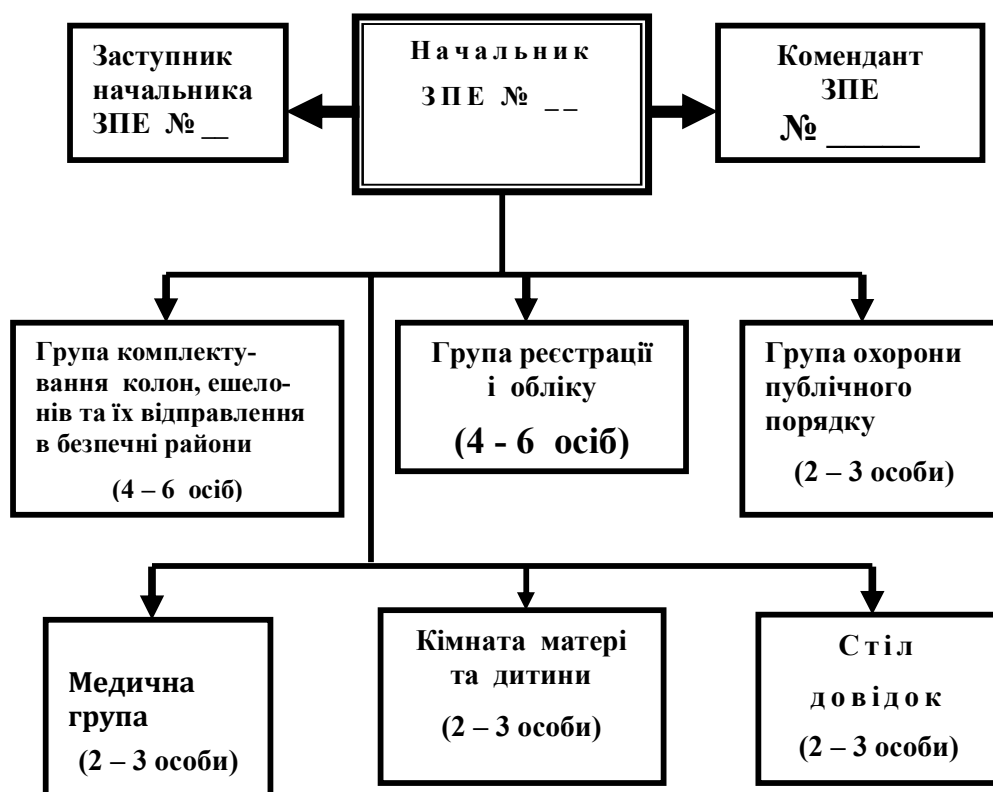 Заступник
начальника
ЗПЕ № __
Начальник
ЗПЕ № _ _
Комендант
ЗПЕ
№ _____
Група комплекту-
вання колон, ешело-
нів та їх відправлення
в безпечні райони
(4 – 6 осіб)
Група реєстрації
і обліку
(4 - 6 осіб)
Група охорони
публічного
порядку
(2 – 3 особи)
Медична
група
(2 – 3 особи)
Кімната матері
та дитини
(2 – 3 особи)
Стіл
довідок
(2 – 3 особи)